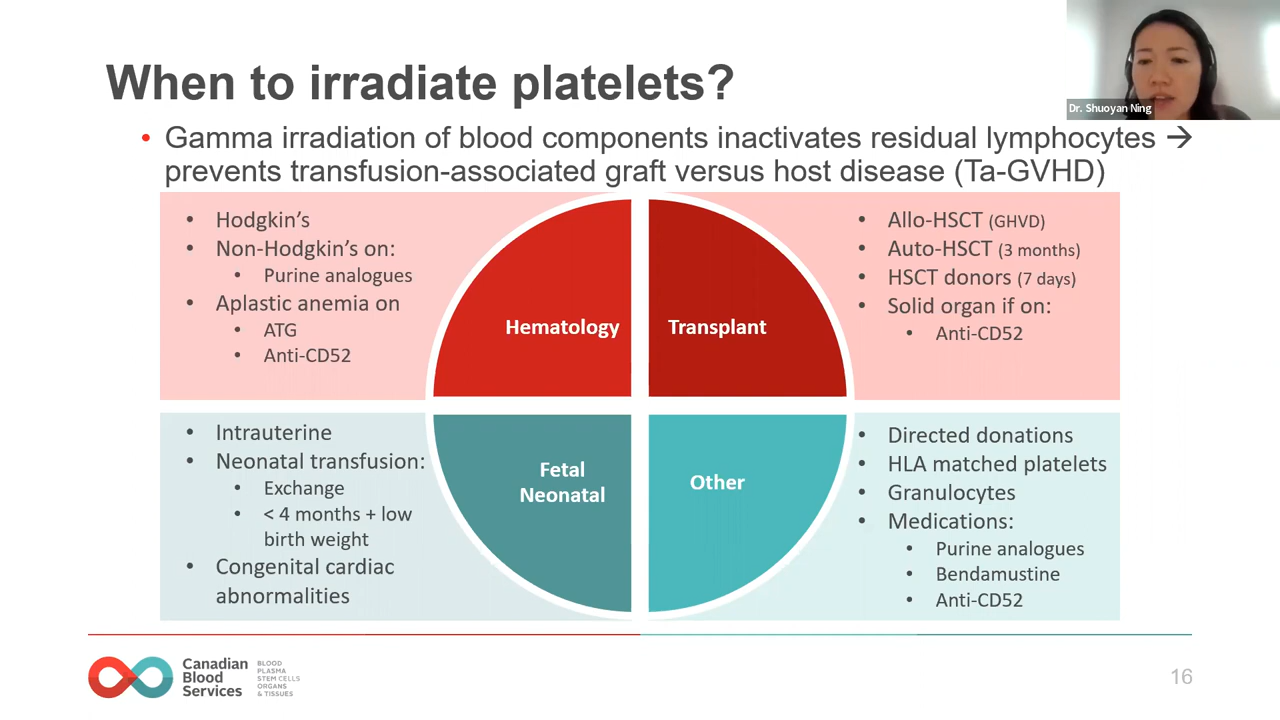 When to irradiate platelets?
Dr. Shuoyan Ning
• Gamma irradiation of blood components inactivates residual lymphocytes →
prevents transfusion-associated graft versus host disease (Ta-GVHD)
• Hodgkin's
• Non-Hodgkin's on:
• Purine analogues
• Aplastic anemia on
• ATG
• Anti-CD52
Hematology
Transplant
• Allo-HSCT (GHVD)
• Auto-HSCT (3 months)
• HSCT donors (7 days)
• Solid organ if on:
• Anti-CD52
• Intrauterine
• Neonatal transfusion:
• Exchange
• < 4 months + low
birth weight
• Congenital cardiac
abnormalities
Fetal
Neonatal
Other
• Directed donations
• HLA matched platelets
• Granulocytes
• Medications:
• Purine analogues
• Bendamustine
• Anti-CD52
Canadian
Blood
Services
BLOOD
PLASMA
STEM CELLS
ORGANS
& TISSUES
16